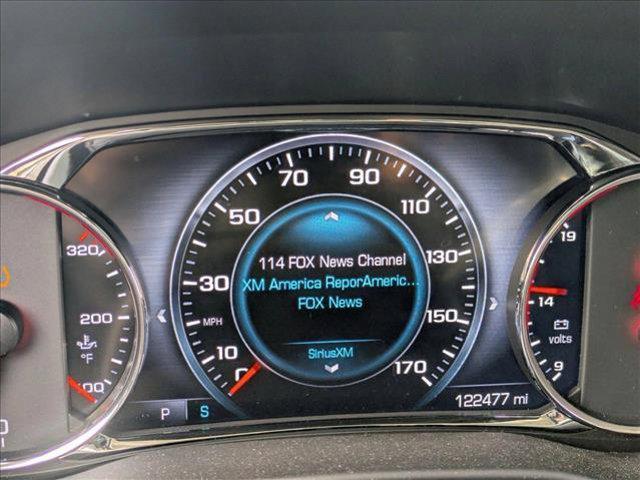 70 90
50 110
30 130
MPH 150
10 170
114 FOX News Channel
XM America ReporAmeric...
FOX News
SiriusXM
320
200
°F
19
14
volts
9
P S
122477 mi